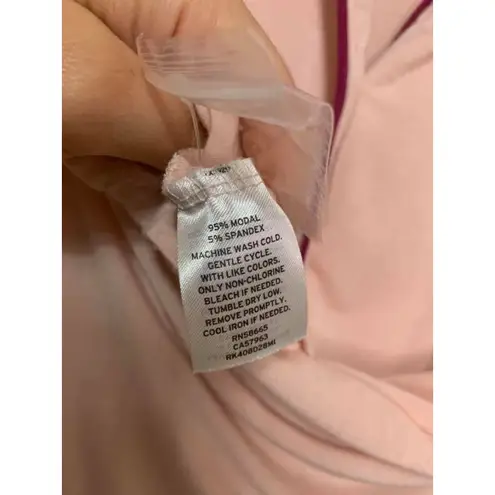 95% MODAL
5% SPANDEX
MACHINE WASH COLD.
GENTLE CYCLE.
WITH LIKE COLORS.
ONLY NON-CHLORINE
BLEACH IF NEEDED.
TUMBLE DRY LOW.
REMOVE PROMPTLY.
COOL IRON IF NEEDED.
RN58665
CA57963
RK408D28MI